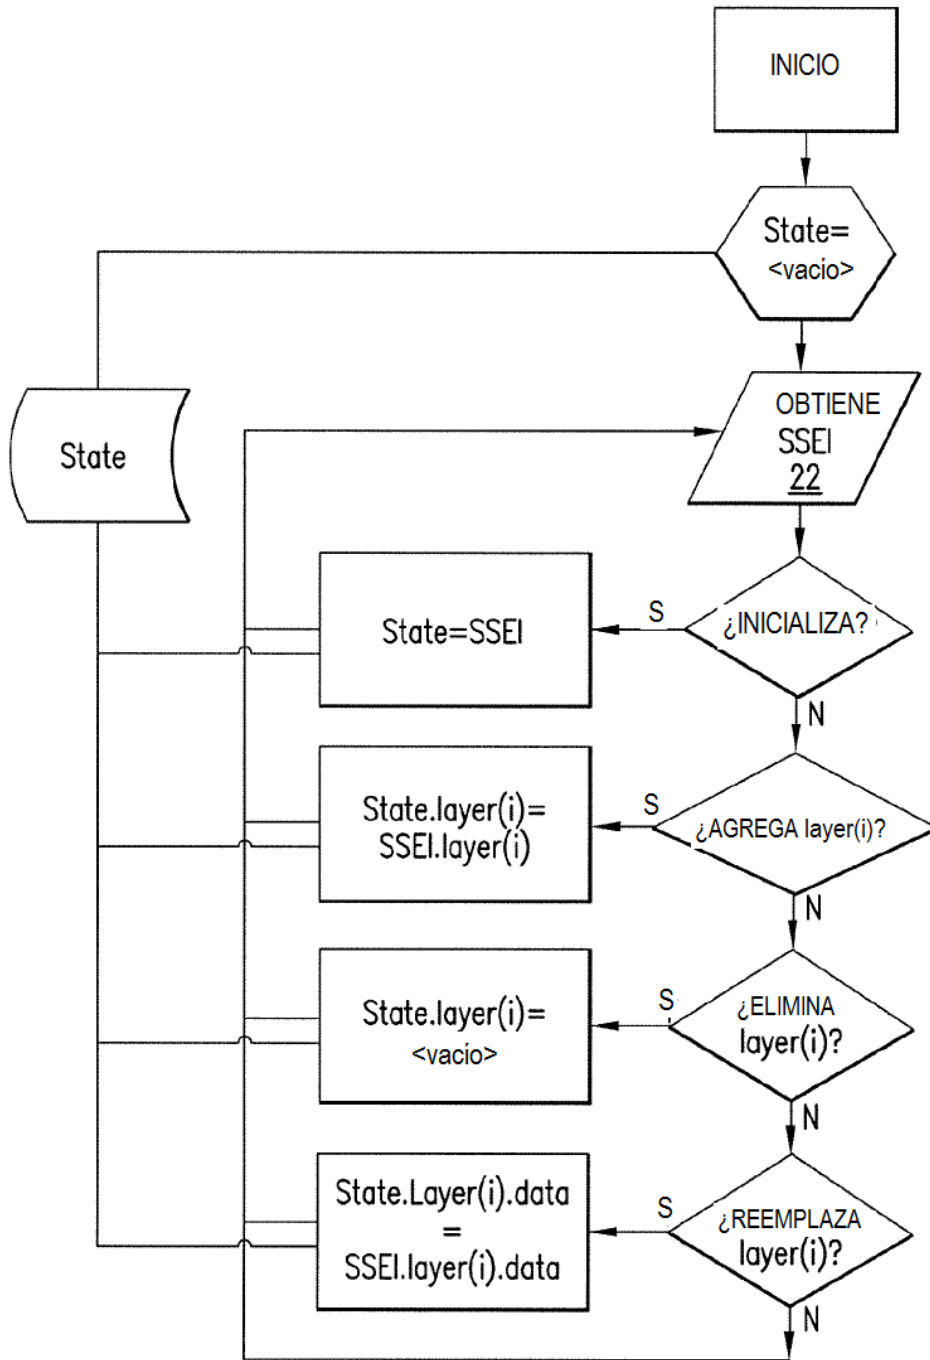 INICIO
State=
<vacio>
State
OBTIENE
SSEI
22
State=SSEI
S
¿INICIALIZA?
N
State.layer(i)=
SSEI.layer(i)
S
¿AGREGA layer(i)?
N
State.layer(i)=
<vacio>
S
¿ELIMINA
layer(i)?
N
State.Layer(i).data
=
SSEI.layer(i).data
S
¿REEMPLAZA
layer(i)?
N